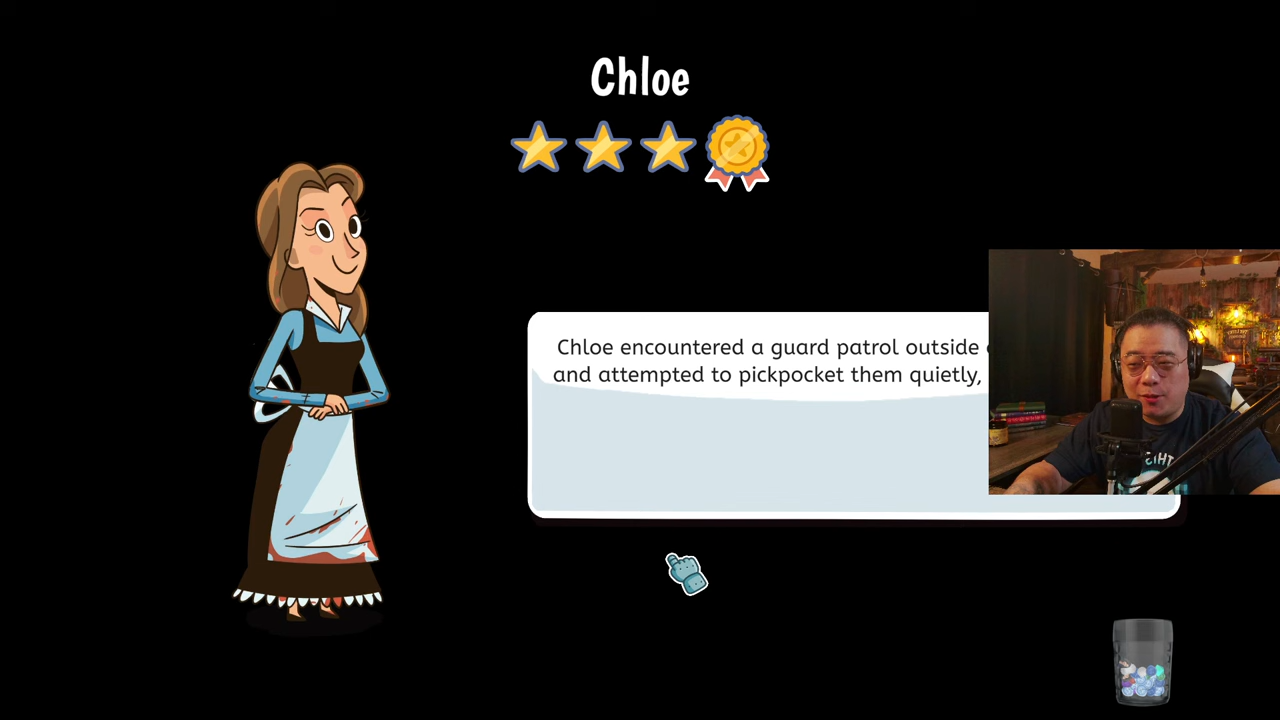 Chloe
Chloe encountered a guard patrol outside
and attempted to pickpocket them quietly,